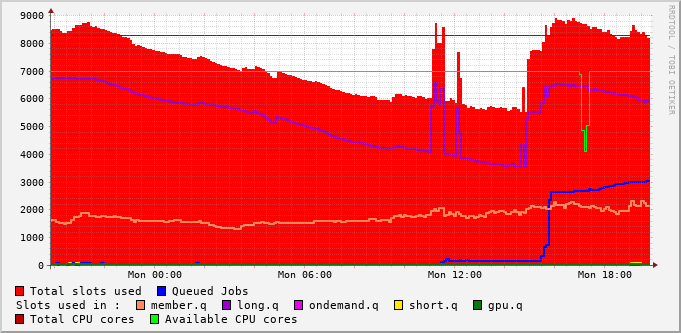 9000
8000
7000
6000
5000
4000
3000
2000
1000
0
Mon 00:00 Mon 06:00 Mon 12:00 Mon 18:00
RRDTOOL / TOBI OETIKER
Total slots used Queued Jobs
Slots used in : member.q long.q ondemand.q short.q gpu.q
Total CPU cores Available CPU cores